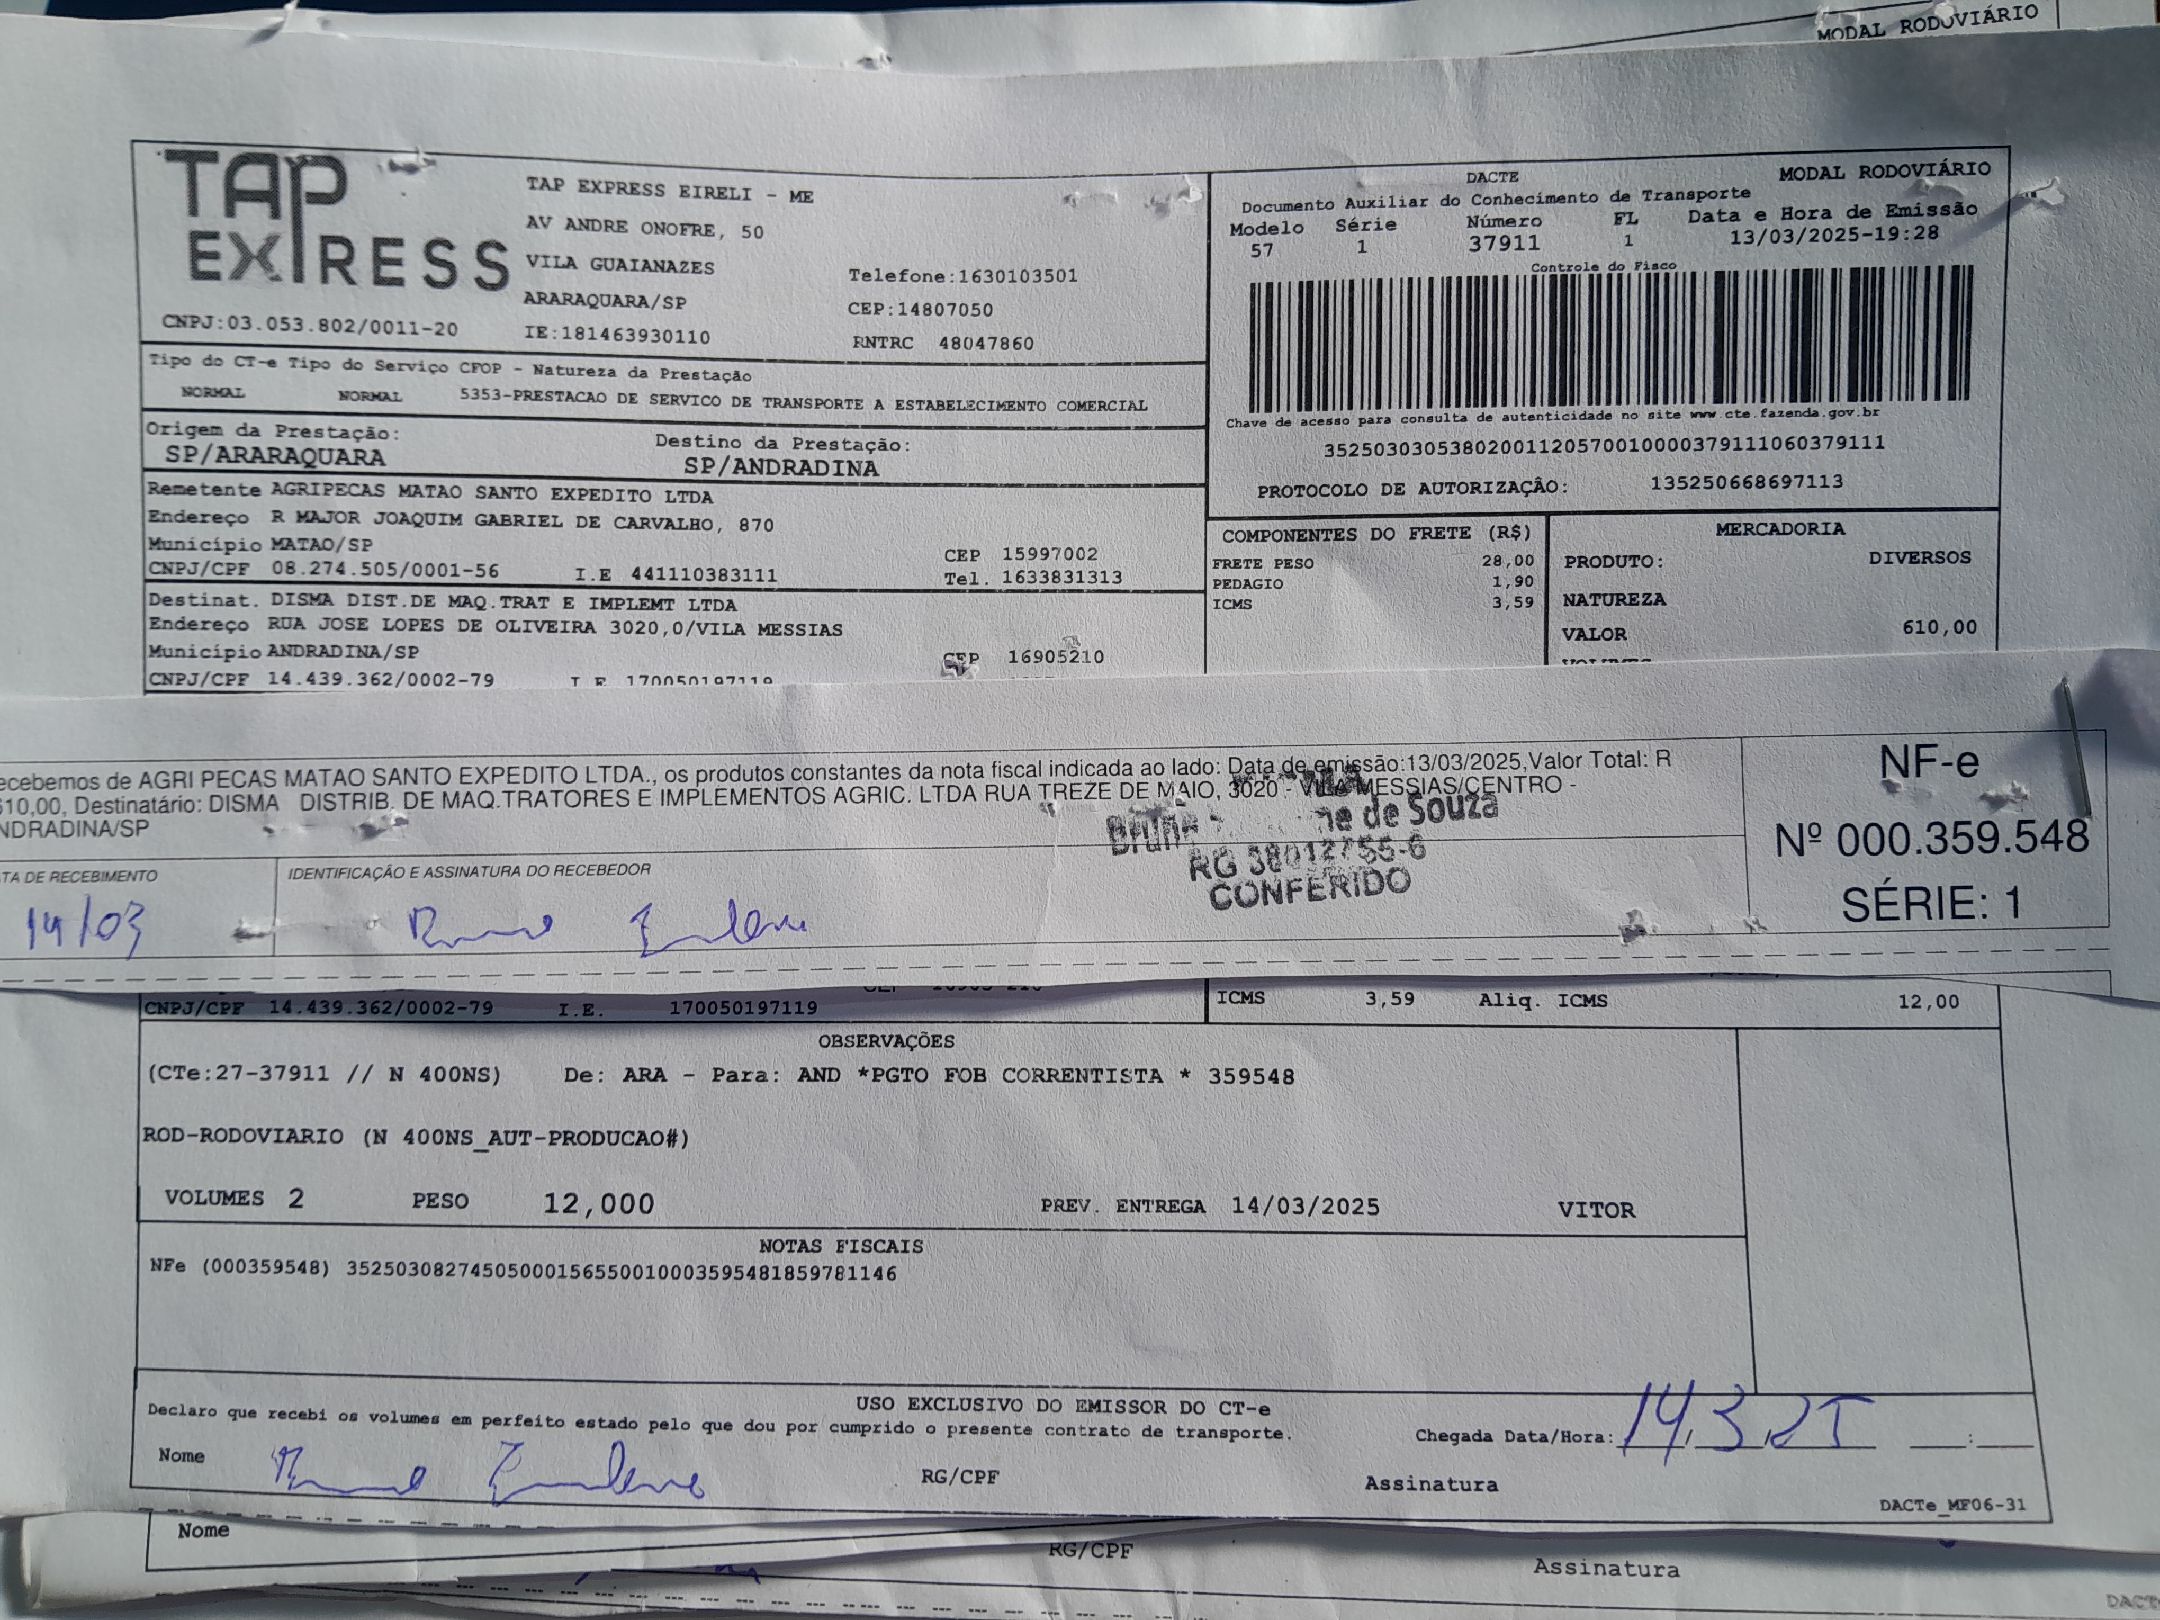 MODAL RODOVIÁRIO
TAP
EXPRESS
CNPJ:03.053.802/0011-20
TAP EXPRESS EIRELI - ME
AV ANDRE ONOFRE, 50
VILA GUAIANAZES
ARARAQUARA/SP
IE:181463930110
Telefone:1630103501
CEP:14807050
RNTRC 48047860
DACTE MODAL RODOVIÁRIO
Documento Auxiliar do Conhecimento de Transporte
Modelo Série Número FL Data e Hora de Emissão
57 1 37911 1 13/03/2025-19:28
Controle do Fisco
Chave de acesso para consulta de autenticidade no site www.cte.fazenda.gov.br
35250303053802001120570010000379111060379111
PROTOCOLO DE AUTORIZAÇÃO: 135250668697113
Tipo do CT-e Tipo do Serviço CFOP - Natureza da Prestação
NORMAL NORMAL 5353-PRESTACAO DE SERVICO DE TRANSPORTE A ESTABELECIMENTO COMERCIAL
Origem da Prestação: Destino da Prestação:
SP/ARARAQUARA SP/ANDRADINA
Remetente AGRIPECAS MATAO SANTO EXPEDITO LTDA
Endereço R MAJOR JOAQUIM GABRIEL DE CARVALHO, 870
Município MATAO/SP CEP 15997002
CNPJ/CPF 08.274.505/0001-56 I.E 441110383111 Tel. 1633831313
Destinat. DISMA DIST.DE MAQ.TRAT E IMPLEMT LTDA
Endereço RUA JOSE LOPES DE OLIVEIRA 3020,0/VILA MESSIAS
Município ANDRADINA/SP CEP 16905210
CNPJ/CPF 14.439.362/0002-79 I.E 170050197119
COMPONENTES DO FRETE (R$)
FRETE PESO 28,00
PEDAGIO 1,90
ICMS 3,59
MERCADORIA
PRODUTO: DIVERSOS
NATUREZA
VALOR 610,00
ecebemos de AGRI PECAS MATAO SANTO EXPEDITO LTDA., os produtos constantes da nota fiscal indicada ao lado: Data de emissão:13/03/2025,Valor Total: R
610,00, Destinatário: DISMA DISTRIB. DE MAQ.TRATORES E IMPLEMENTOS AGRIC. LTDA RUA TREZE DE MAIO, 3020 - VILA MESSIAS/CENTRO -
NDRADINA/SP
NF-e
Nº 000.359.548
SÉRIE: 1
de Souza
RG
CONFERIDO
TA DE RECEBIMENTO IDENTIFICAÇÃO E ASSINATURA DO RECEBEDOR
14/03
CNPJ/CPF 14.439.362/0002-79 I.E. 170050197119
ICMS 3,59 Aliq. ICMS 12,00
OBSERVAÇÕES
(CTe:27-37911 // N 400NS) De: ARA - Para: AND *PGTO FOB CORRENTISTA * 359548
ROD-RODOVIARIO (N 400NS_AUT-PRODUCAO#)
VOLUMES 2 PESO 12,000 PREV. ENTREGA 14/03/2025 VITOR
NOTAS FISCAIS
NFe (000359548) 35250308274505000156550010003595481859781146
USO EXCLUSIVO DO EMISSOR DO CT-e
Declaro que recebi os volumes em perfeito estado pelo que dou por cumprido o presente contrato de transporte.
Chegada Data/Hora: 14,3,25 :
Nome RG/CPF Assinatura
DACTe_MF06-31
Nome RG/CPF Assinatura